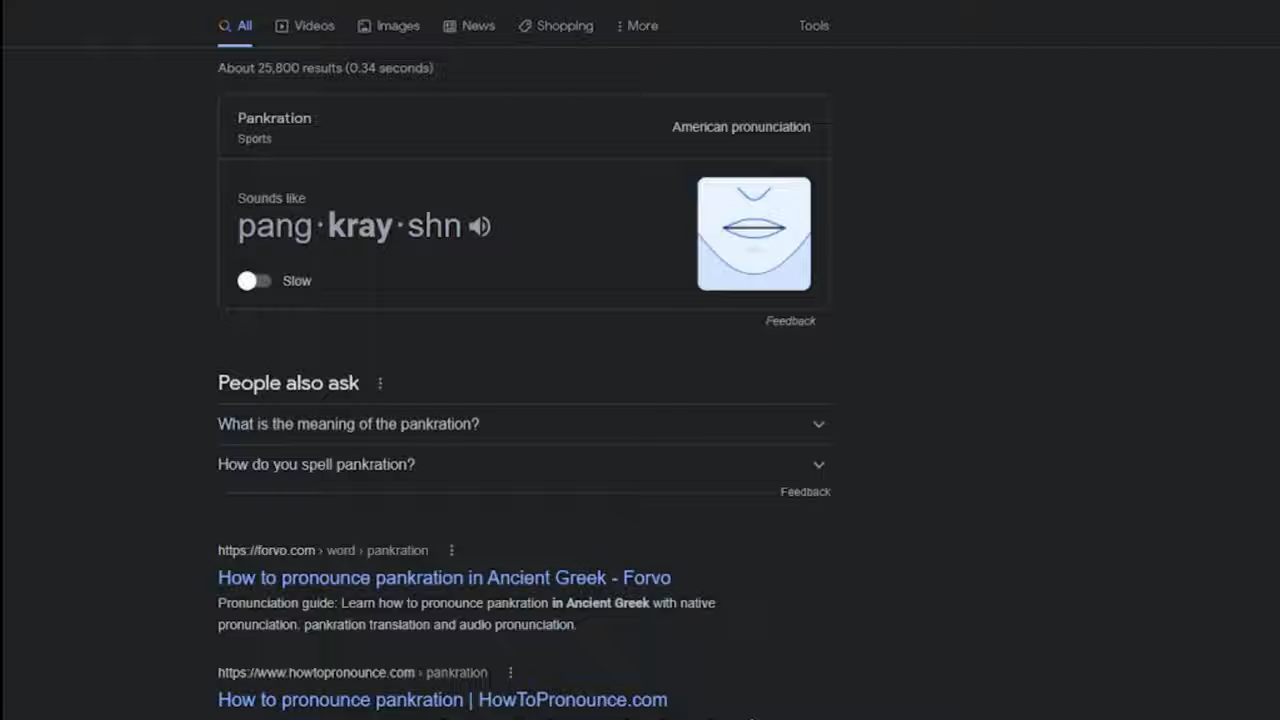 All Videos Images News Shopping More Tools
About 25,800 results (0.34 seconds)
Pankration
Sports
American pronunciation
Sounds like
pang·kray·shn
Slow
Feedback
People also ask
What is the meaning of the pankration?
How do you spell pankration?
Feedback
https://forvo.com › word › pankration
How to pronounce pankration in Ancient Greek - Forvo
Pronunciation guide: Learn how to pronounce pankration in Ancient Greek with native
pronunciation. pankration translation and audio pronunciation.
https://www.howtopronounce.com › pankration
How to pronounce pankration | HowToPronounce.com